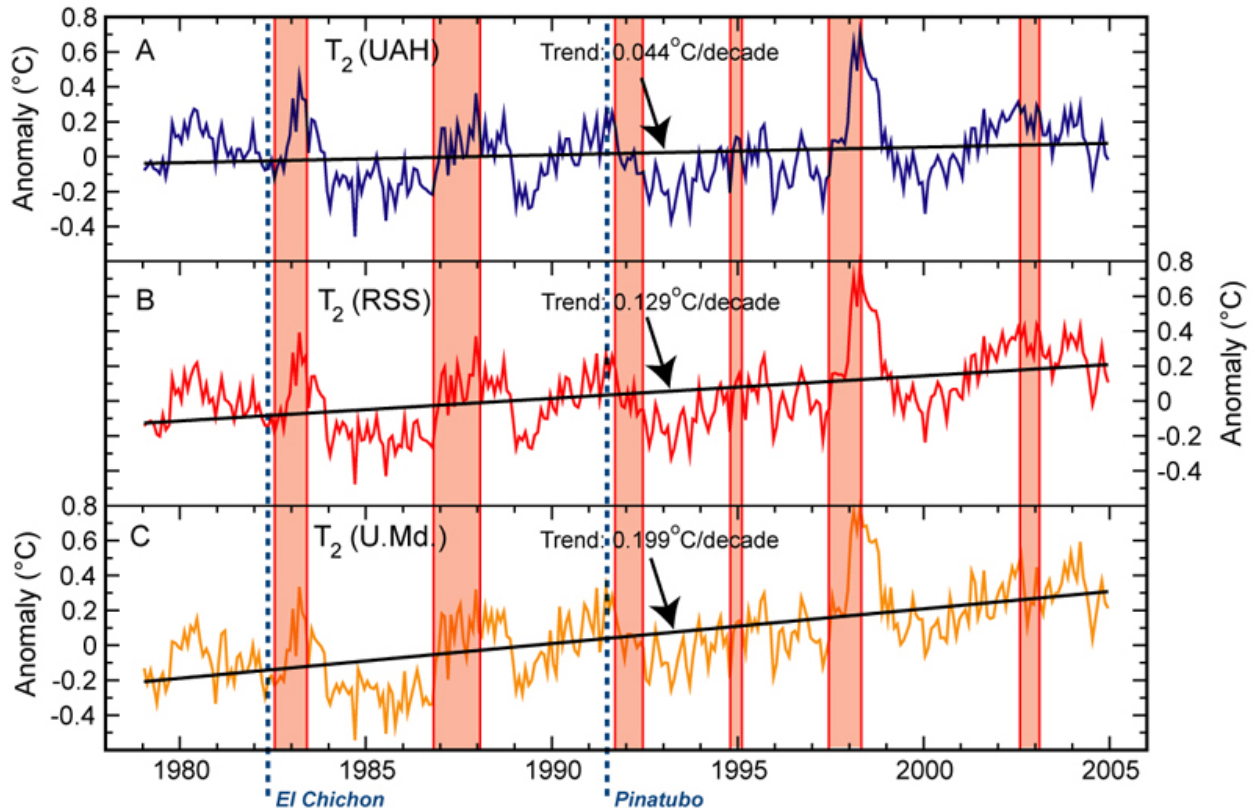 0.8
0.6
0.4
0.2
0
-0.2
-0.4
Anomaly (°C)
A
T2 (UAH)
Trend: 0.044°C/decade
B
T2 (RSS)
Trend: 0.129°C/decade
0.8
0.6
0.4
0.2
0
-0.2
-0.4
Anomaly (°C)
0.8
0.6
0.4
0.2
0
-0.2
-0.4
Anomaly (°C)
C
T2 (U.Md.)
Trend: 0.199°C/decade
1980 1985 1990 1995 2000 2005
El Chichon Pinatubo